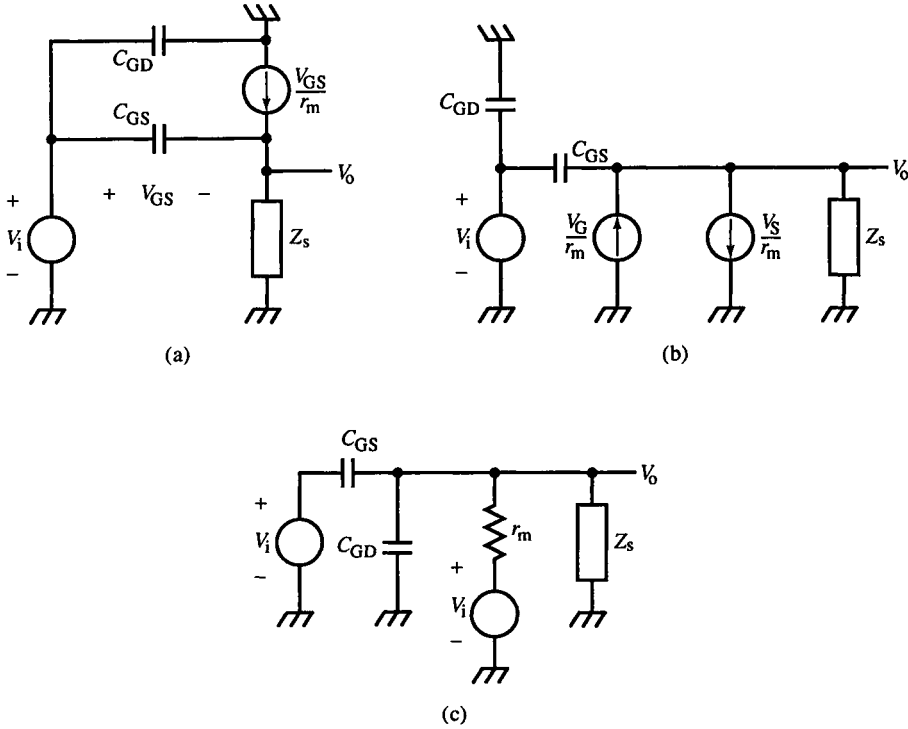 C_GD
V_GS
r_m
C_GS
+ V_GS −
V_o
+
V_i
−
Z_s
(a)
C_GD
C_GS
V_o
+
V_i
−
V_G
r_m
V_S
r_m
Z_s
(b)
C_GS
V_o
+
V_i
−
C_GD
r_m
+
V_i
−
Z_s
(c)